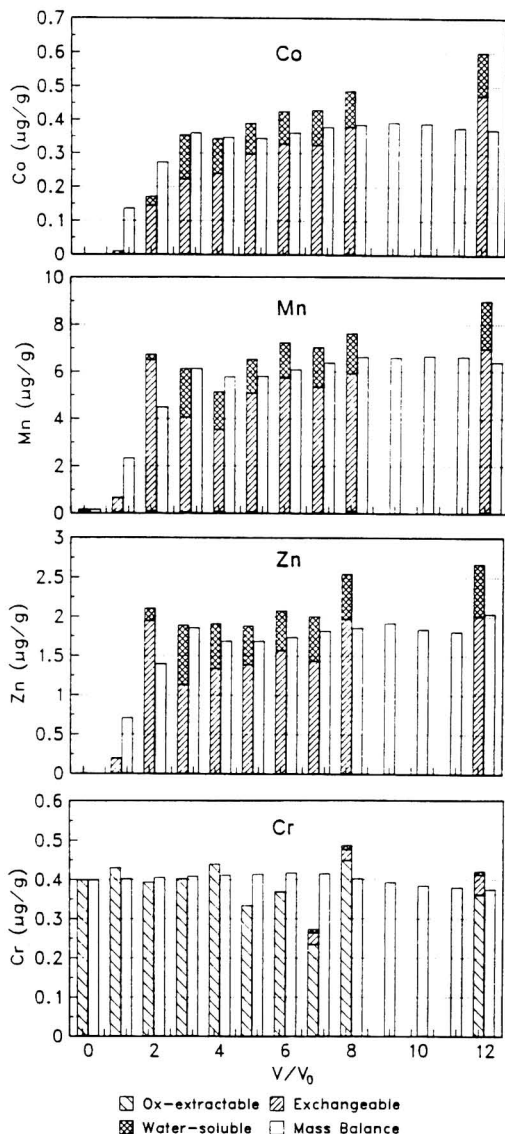 0.7
Co
0.6
0.5
0.4
0.3
0.2
0.1
0
Co (μg/g)
10
Mn
8
6
4
2
0
Mn (μg/g)
3
Zn
2.5
2
1.5
1
0.5
0
Zn (μg/g)
0.6
Cr
0.5
0.4
0.3
0.2
0.1
0
Cr (μg/g)
0 2 4 6 8 10 12
V/V₀
Ox-extractable Exchangeable
Water-soluble Mass Balance